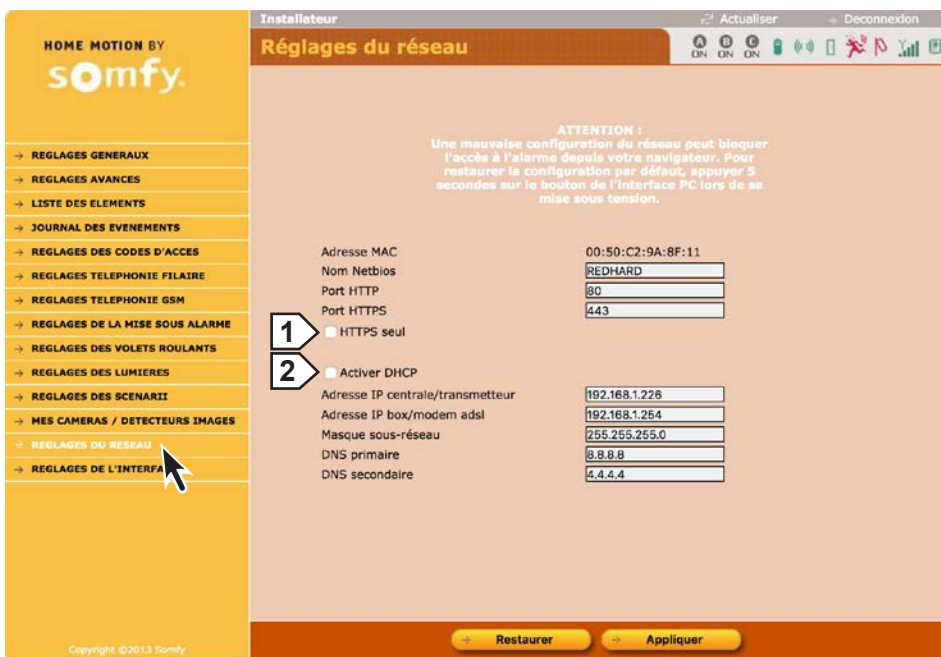 Installateur
Actualiser
Deconnexion
HOME MOTION BY
somfy.
Réglages du réseau
A ON
B ON
C ON
REGLAGES GENERAUX
REGLAGES AVANCES
LISTE DES ELEMENTS
JOURNAL DES EVENEMENTS
REGLAGES DES CODES D'ACCES
REGLAGES TELEPHONIE FILAIRE
REGLAGES TELEPHONIE GSM
REGLAGES DE LA MISE SOUS ALARME
REGLAGES DES VOLETS ROULANTS
REGLAGES DES LUMIERES
REGLAGES DES SCENARII
MES CAMERAS / DETECTEURS IMAGES
REGLAGES DU RESEAU
REGLAGES DE L'INTERFA
Copyright ©2013 Somfy
ATTENTION :
Une mauvaise configuration du réseau peut bloquer
l'accès à l'alarme depuis votre navigateur. Pour
restaurer la configuration par défaut, appuyer 5
secondes sur le bouton de l'interface PC lors de sa
mise sous tension.
Adresse MAC 00:50:C2:9A:8F:11
Nom Netbios REDHARD
Port HTTP 80
Port HTTPS 443
1 HTTPS seul
2 Activer DHCP
Adresse IP centrale/transmetteur 192.168.1.226
Adresse IP box/modem adsl 192.168.1.254
Masque sous-réseau 255.255.255.0
DNS primaire 8.8.8.8
DNS secondaire 4.4.4.4
Restaurer
Appliquer